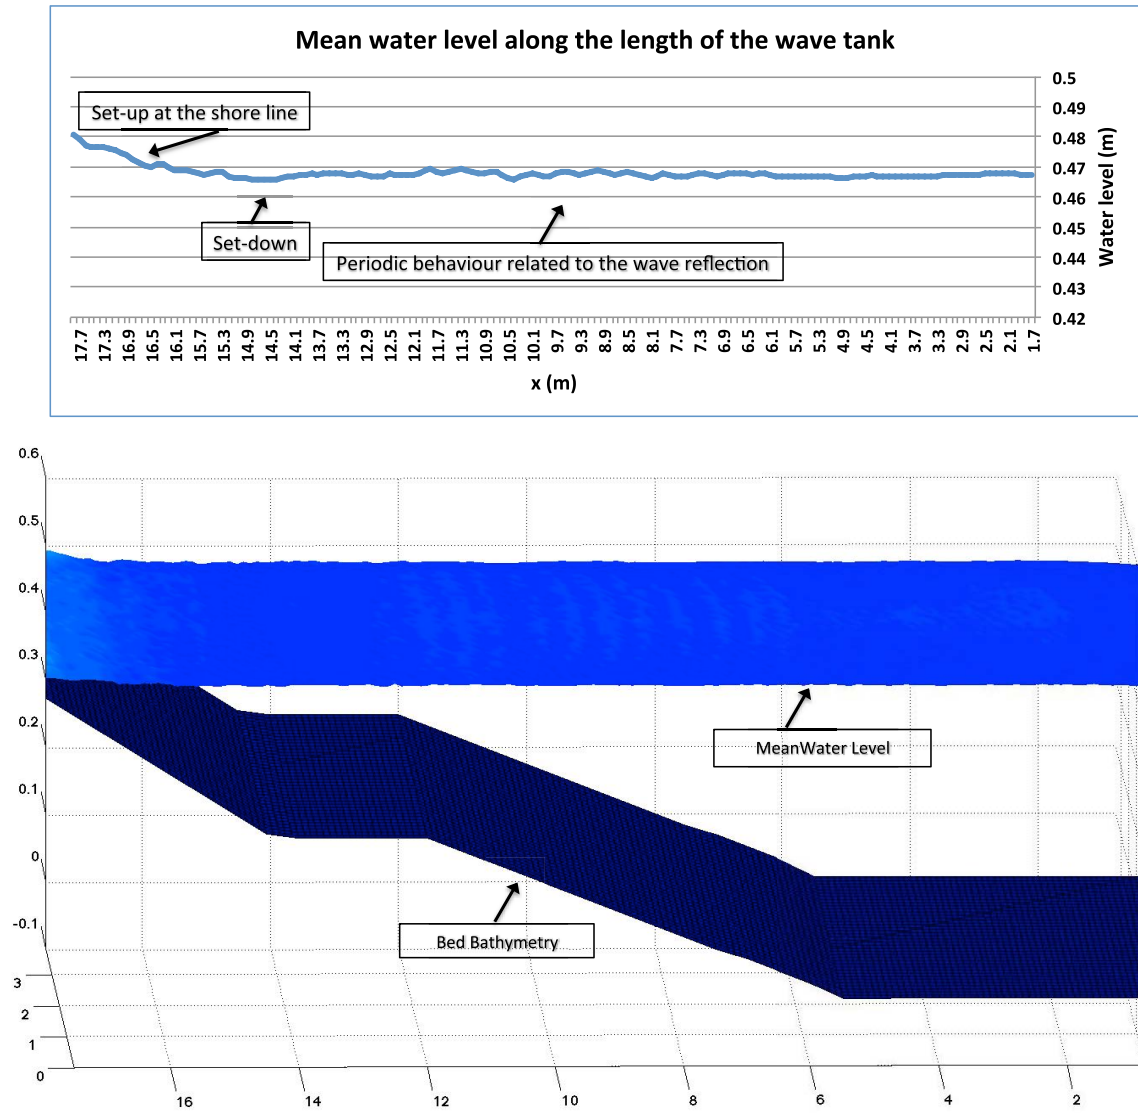 Mean water level along the length of the wave tank
0.5
0.49
0.48
0.47
0.46
0.45
0.44
0.43
0.42
Water level (m)
Set-up at the shore line
Set-down
Periodic behaviour related to the wave reflection
17.7 17.3 16.9 16.5 16.1 15.7 15.3 14.9 14.5 14.1 13.7 13.3 12.9 12.5 12.1 11.7 11.3 10.9 10.5 10.1 9.7 9.3 8.9 8.5 8.1 7.7 7.3 6.9 6.5 6.1 5.7 5.3 4.9 4.5 4.1 3.7 3.3 2.9 2.5 2.1 1.7
x (m)
0.6
0.5
0.4
0.3
0.2
0.1
0
-0.1
3
2
1
0
MeanWater Level
Bed Bathymetry
16 14 12 10 8 6 4 2